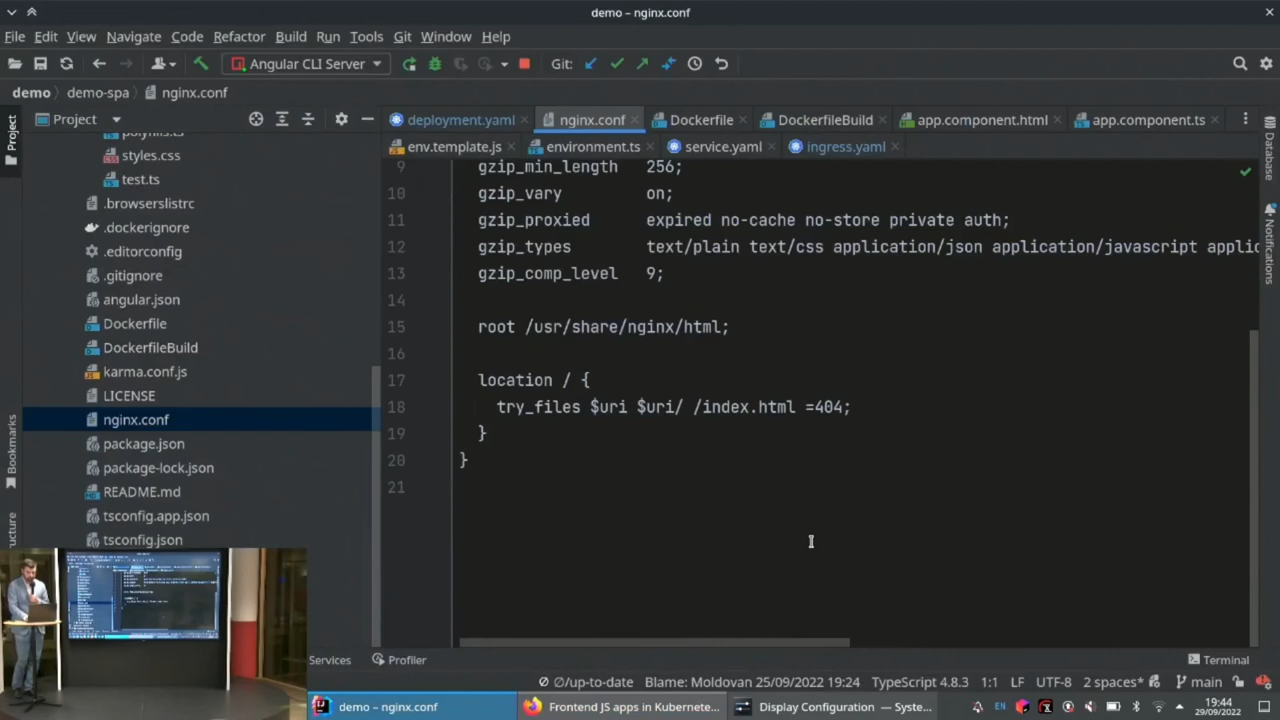 demo – nginx.conf
File Edit View Navigate Code Refactor Build Run Tools Git Window Help
Angular CLI Server Git:
demo demo-spa nginx.conf
Project
Project
deployment.yaml nginx.conf Dockerfile DockerfileBuild app.component.html app.component.ts
env.template.js environment.ts service.yaml ingress.yaml
polyfills.ts
styles.css
test.ts
.browserslistrc
.dockerignore
.editorconfig
.gitignore
angular.json
Dockerfile
DockerfileBuild
karma.conf.js
LICENSE
nginx.conf
package.json
package-lock.json
README.md
tsconfig.app.json
tsconfig.json
9 gzip_min_length 256;
10 gzip_vary on;
11 gzip_proxied expired no-cache no-store private auth;
12 gzip_types text/plain text/css application/json application/javascript applic
13 gzip_comp_level 9;
14
15 root /usr/share/nginx/html;
16
17 location / {
18 try_files $uri $uri/ /index.html =404;
19 }
20 }
21
Database
Notifications
Bookmarks
Services Profiler Terminal
∅/up-to-date Blame: Moldovan 25/09/2022 19:24 TypeScript 4.8.3 1:1 LF UTF-8 2 spaces* main
demo – nginx.conf Frontend JS apps in Kubernete... Display Configuration — Syste... EN 19:44
29/09/2022